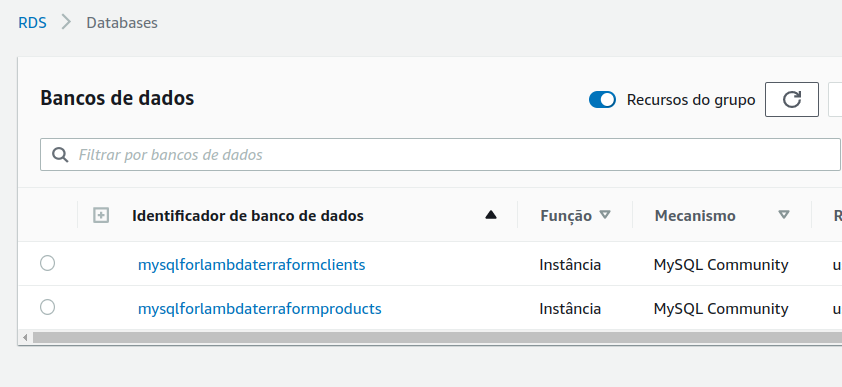 RDS > Databases
Bancos de dados
Recursos do grupo
Filtrar por bancos de dados
Identificador de banco de dados Função Mecanismo R
mysqlforlambdaterraformclients Instância MySQL Community u
mysqlforlambdaterraformproducts Instância MySQL Community u